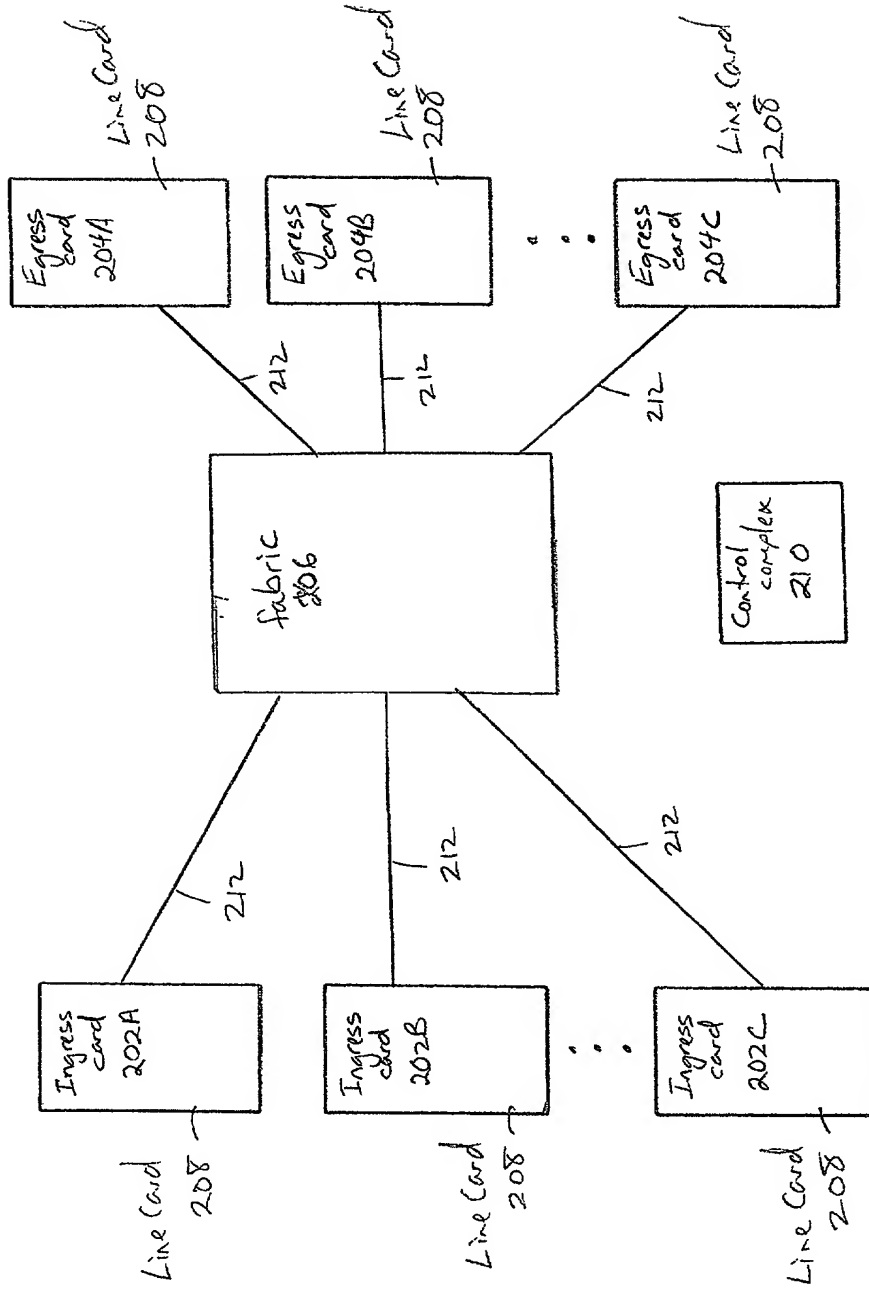 Line Card
208
Ingress
card
202A
Line Card
208
Ingress
card
202B
Line Card
208
Ingress
card
202C
212
212
212
fabric
206
Control
complex
210
212
212
212
Egress
card
204A
Line Card
208
Egress
card
204B
Line Card
208
Egress
card
204C
Line Card
208